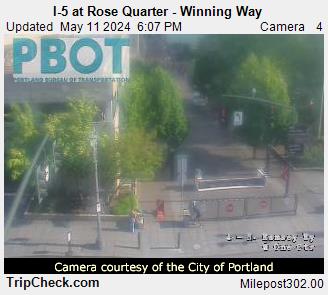 I-5 at Rose Quarter - Winning Way
Updated May 11 2024 6:07 PM Camera 4
PBOT
PORTLAND BUREAU OF TRANSPORTATION
Camera courtesy of the City of Portland
TripCheck.com Milepost302.00